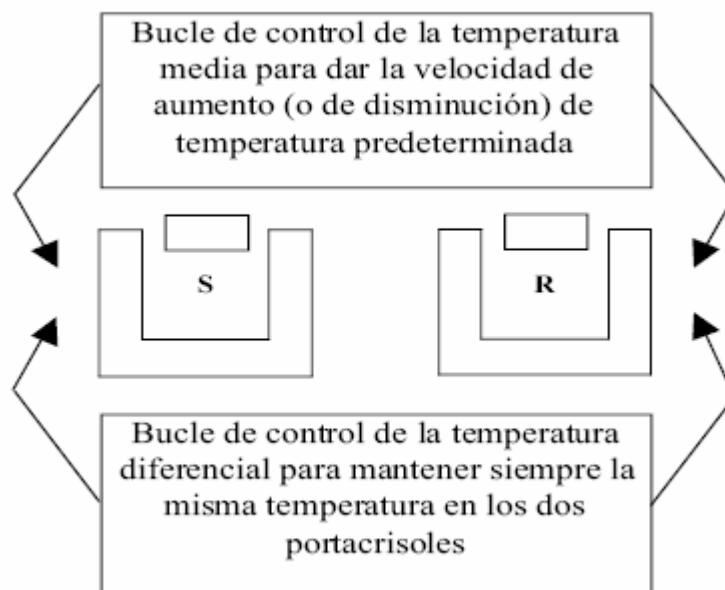 Bucle de control de la temperatura
media para dar la velocidad de
aumento (o de disminución) de
temperatura predeterminada
S
R
Bucle de control de la temperatura
diferencial para mantener siempre la
misma temperatura en los dos
portacrisoles